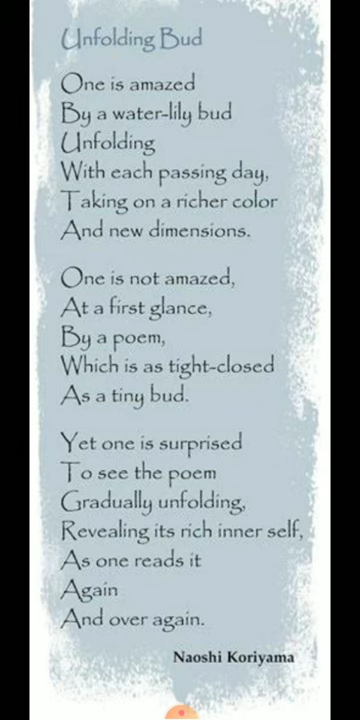 Unfolding Bud
One is amazed
By a water-lily bud
Unfolding
With each passing day,
Taking on a richer color
And new dimensions.
One is not amazed,
At a first glance,
By a poem,
Which is as tight-closed
As a tiny bud.
Yet one is surprised
To see the poem
Gradually unfolding,
Revealing its rich inner self,
As one reads it
Again
And over again.
Naoshi Koriyama